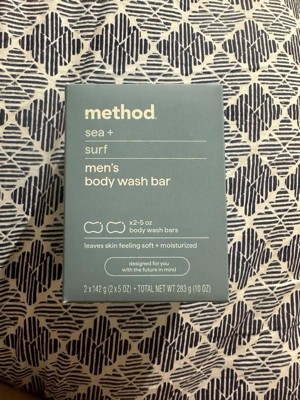 method.
sea +
surf
men's
body wash bar
x2-5 oz
body wash bars
leaves skin feeling soft + moisturized
designed for you
with the future in mind
2 x 142 g (2 x 5 OZ) • TOTAL NET WT 283 g (10 OZ)